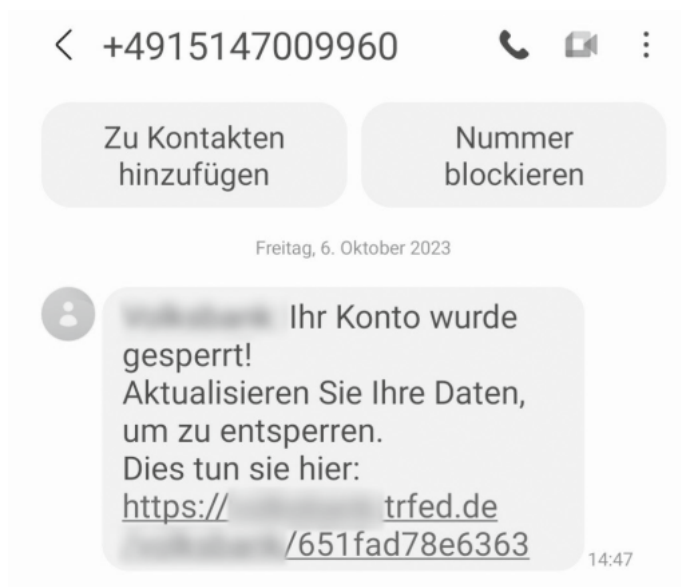 +4915147009960
Zu Kontakten
hinzufügen
Nummer
blockieren
Freitag, 6. Oktober 2023
Ihr Konto wurde
gesperrt!
Aktualisieren Sie Ihre Daten,
um zu entsperren.
Dies tun sie hier:
https:// trfed.de
/651fad78e6363
14:47